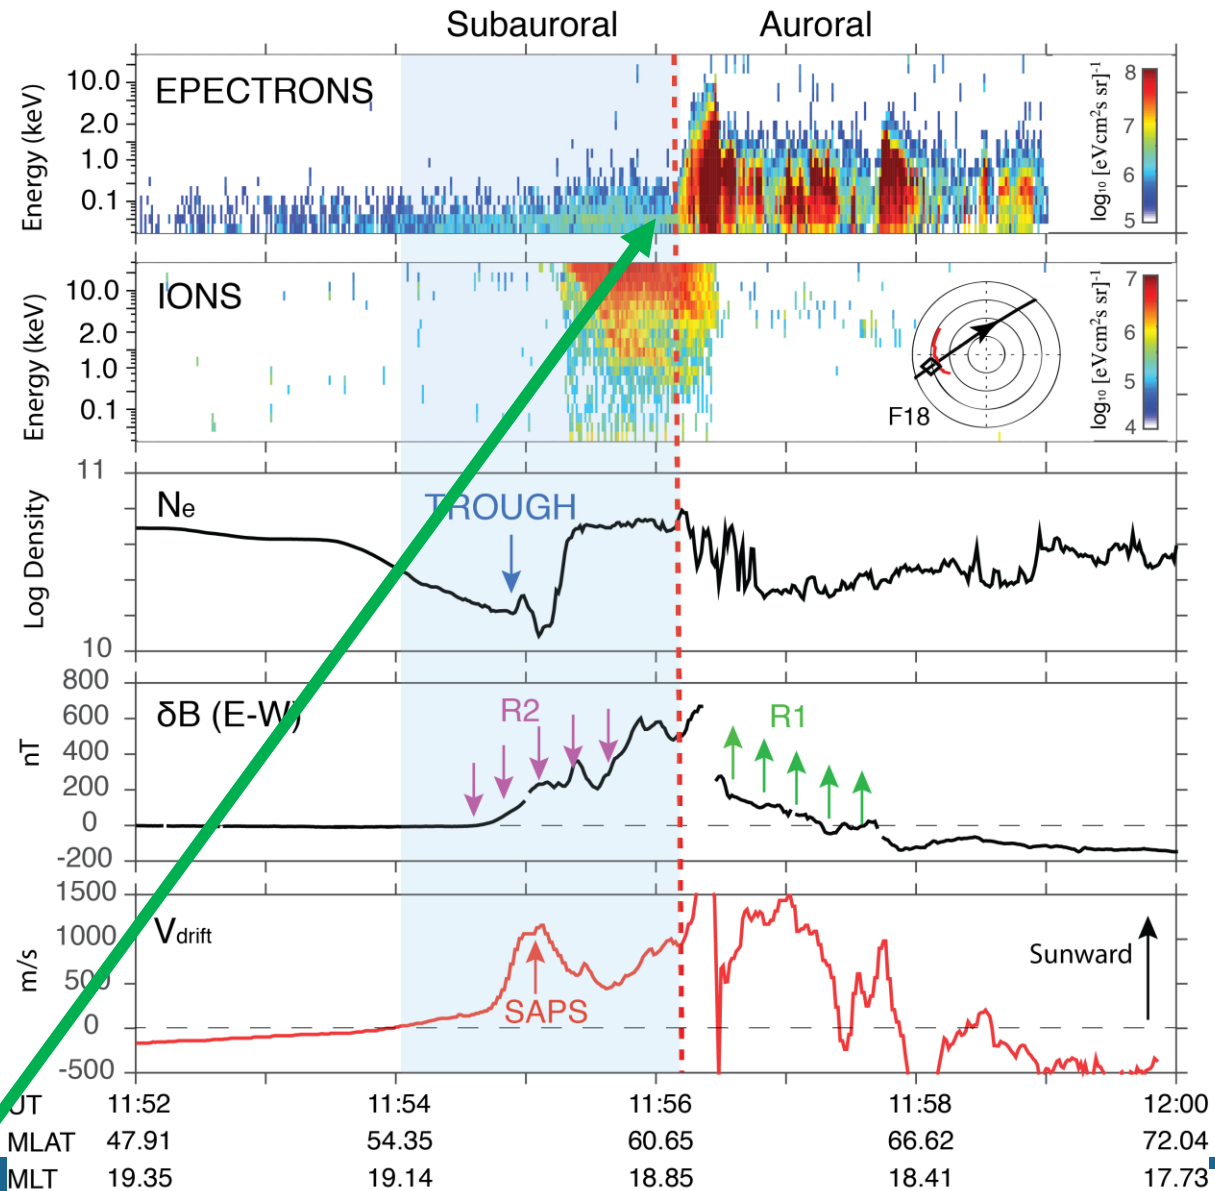 Subauroral Auroral
EPECTRONS
Energy (keV)
10.0
2.0
1.0
0.1
log₁₀ [eVcm²s sr]⁻¹
8
7
6
5
IONS
Energy (keV)
10.0
2.0
1.0
0.1
F18
log₁₀ [eVcm²s sr]⁻¹
7
6
5
4
Ne
TROUGH
Log Density
11
10
δB (E-W)
R2
R1
nT
800
600
400
200
0
-200
Vdrift
SAPS
Sunward
m/s
1500
1000
500
0
-500
UT 11:52 11:54 11:56 11:58 12:00
MLAT 47.91 54.35 60.65 66.62 72.04
MLT 19.35 19.14 18.85 18.41 17.73